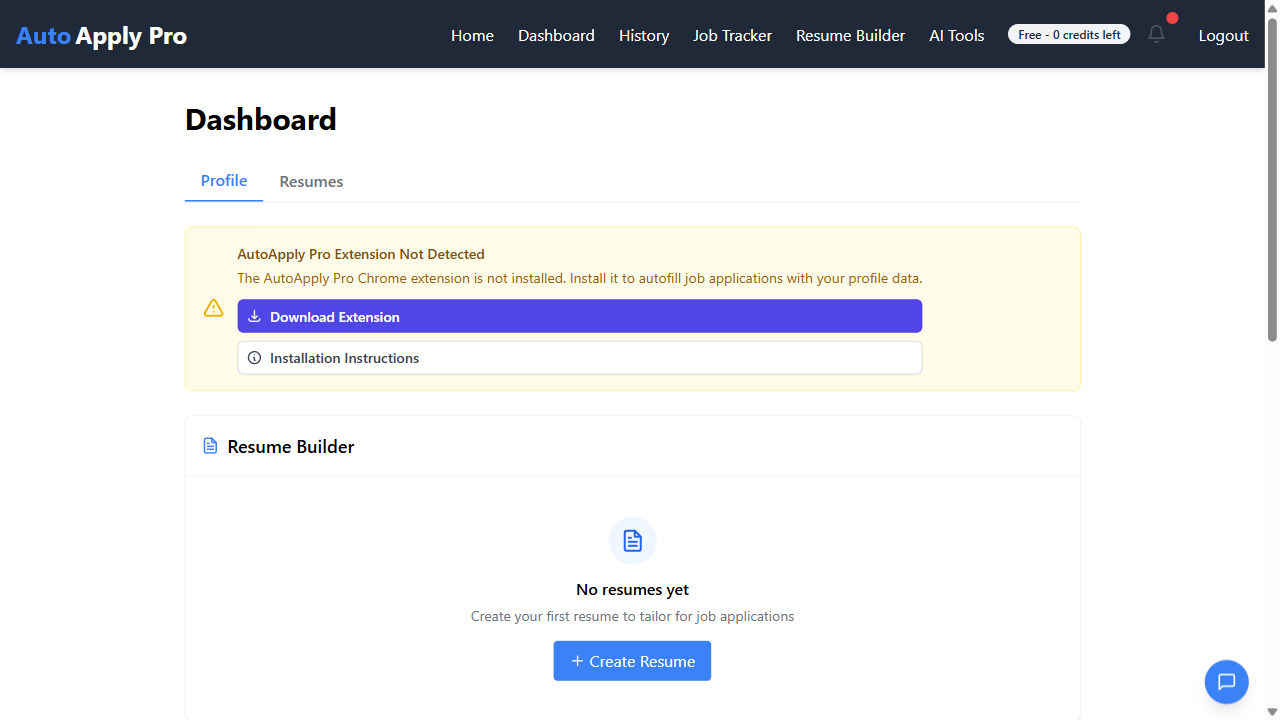 Auto Apply Pro
Home Dashboard History Job Tracker Resume Builder AI Tools Free - 0 credits left Logout
Dashboard
Profile Resumes
AutoApply Pro Extension Not Detected
The AutoApply Pro Chrome extension is not installed. Install it to autofill job applications with your profile data.
Download Extension
Installation Instructions
Resume Builder
No resumes yet
Create your first resume to tailor for job applications
+ Create Resume